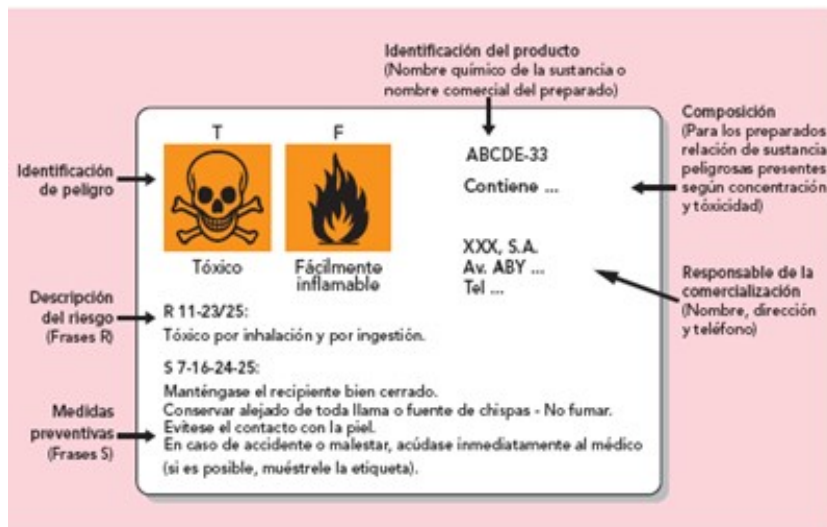 Identificación del producto
(Nombre químico de la sustancia o
nombre comercial del preparado)
Composición
(Para los preparados
relación de sustancia
peligrosas presentes
según concentración
y tóxicidad)
Identificación
de peligro
T
F
Tóxico
Fácilmente
inflamable
ABCDE-33
Contiene ...
XXX, S.A.
Av. ABY ...
Tel ...
Responsable de la
comercialización
(Nombre, dirección
y teléfono)
Descripción
del riesgo
(Frases R)
R 11-23/25:
Tóxico por inhalación y por ingestión.
S 7-16-24-25:
Manténgase el recipiente bien cerrado.
Conservar alejado de toda llama o fuente de chispas - No fumar.
Evítese el contacto con la piel.
En caso de accidente o malestar, acúdase inmediatamente al médico
(si es posible, muéstrele la etiqueta).
Medidas
preventivas
(Frases S)